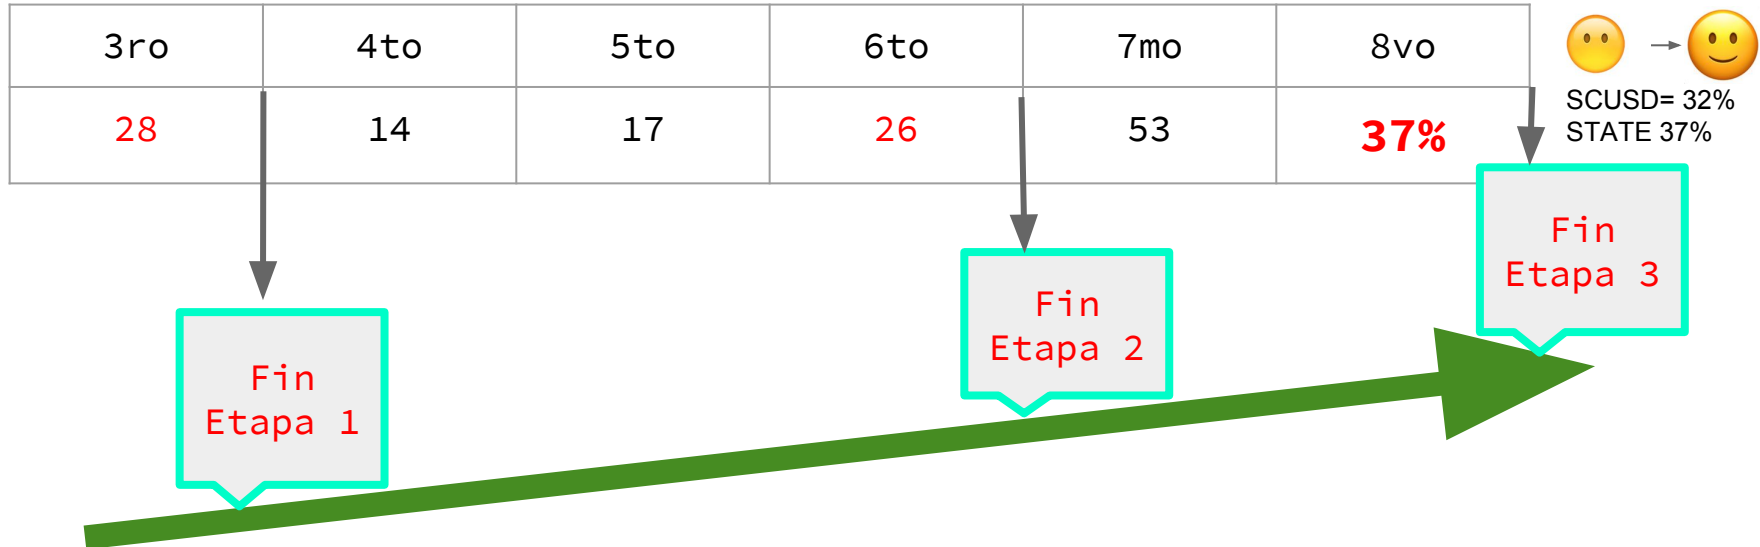 3ro 4to 5to 6to 7mo 8vo
28 14 17 26 53 37%
SCUSD= 32%
STATE 37%
Fin
Etapa 1
Fin
Etapa 2
Fin
Etapa 3